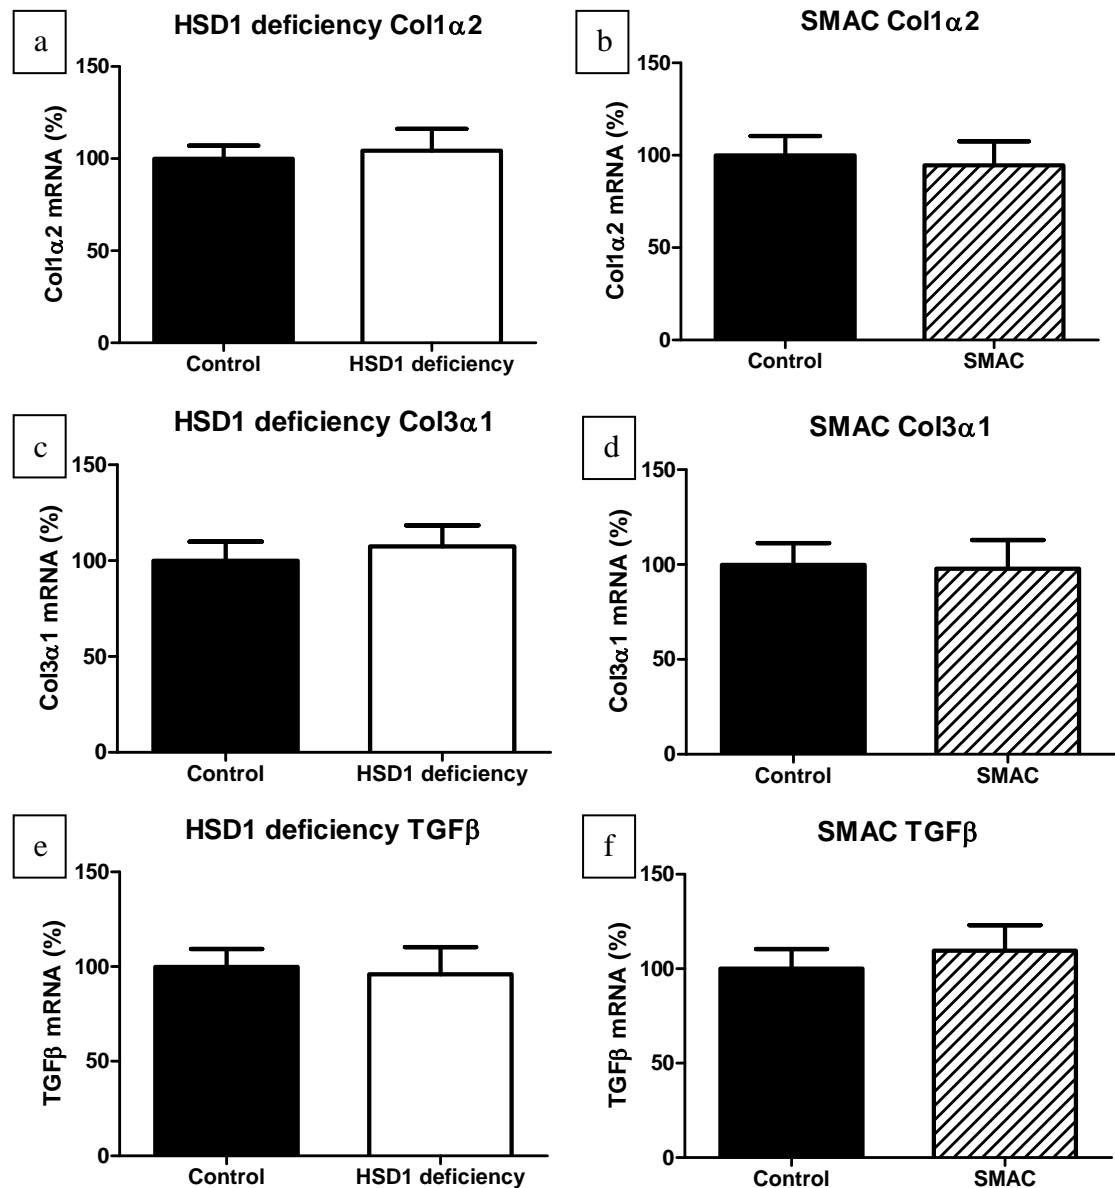 a
HSD1 deficiency Col1α2
Col1α2 mRNA (%)
150
100
50
0
Control
HSD1 deficiency
b
SMAC Col1α2
Col1α2 mRNA (%)
150
100
50
0
Control
SMAC
c
HSD1 deficiency Col3α1
Col3α1 mRNA (%)
150
100
50
0
Control
HSD1 deficiency
d
SMAC Col3α1
Col3α1 mRNA (%)
150
100
50
0
Control
SMAC
e
HSD1 deficiency TGFβ
TGFβ mRNA (%)
150
100
50
0
Control
HSD1 deficiency
f
SMAC TGFβ
TGFβ mRNA (%)
150
100
50
0
Control
SMAC